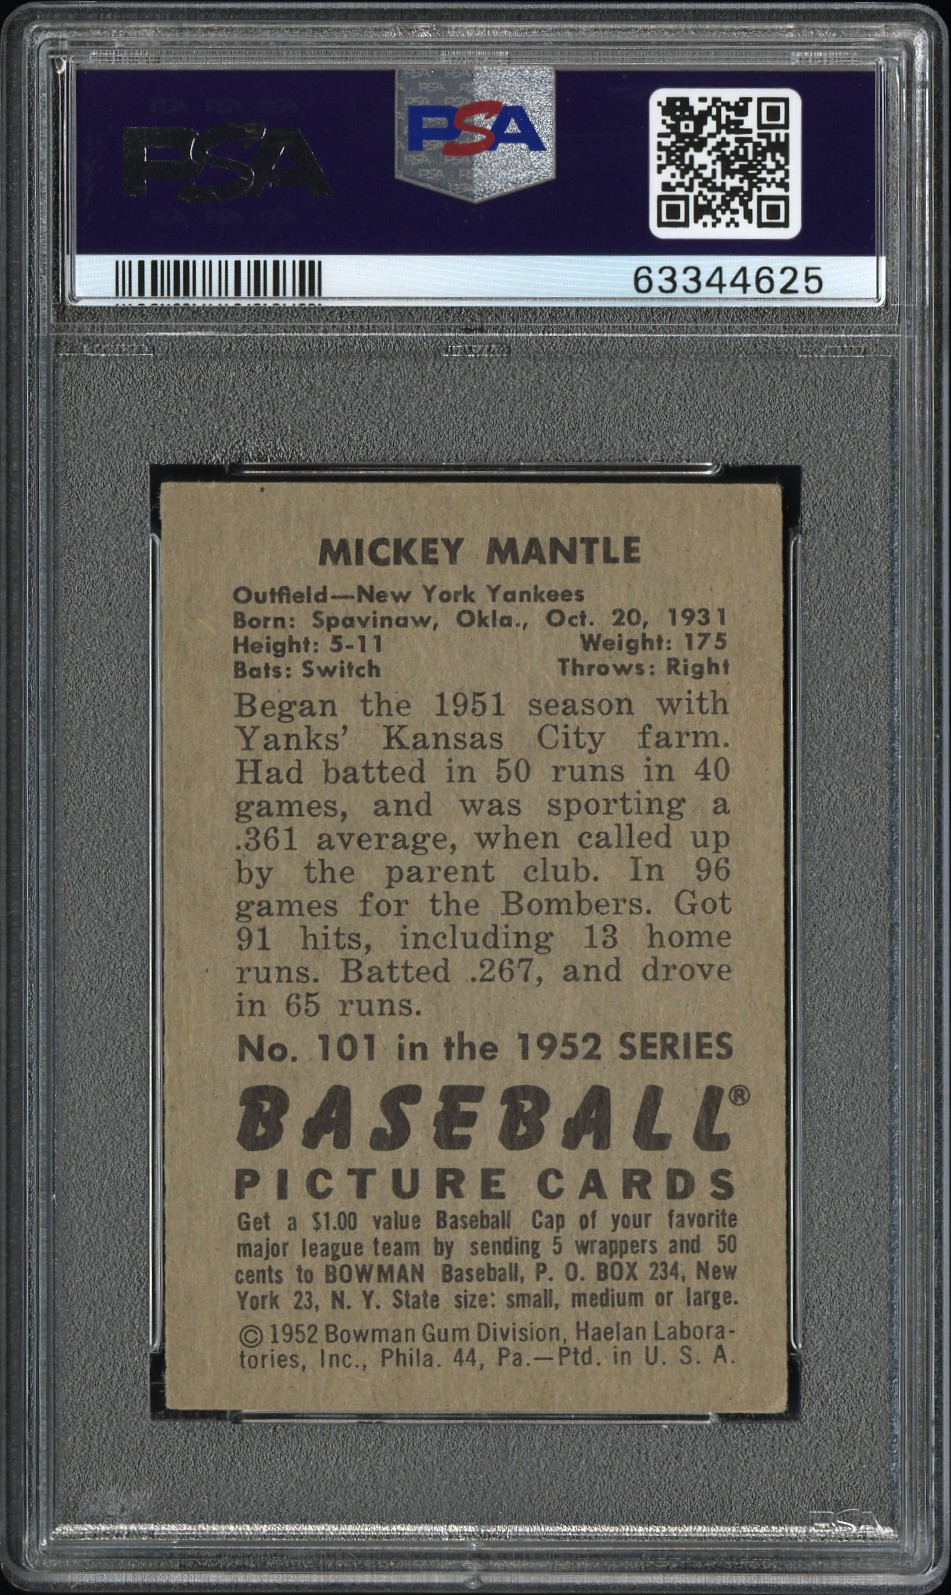 PSA
PSA
63344625
MICKEY MANTLE
Outfield—New York Yankees
Born: Spavinaw, Okla., Oct. 20, 1931
Height: 5-11 Weight: 175
Bats: Switch Throws: Right
Began the 1951 season with
Yanks' Kansas City farm.
Had batted in 50 runs in 40
games, and was sporting a
.361 average, when called up
by the parent club. In 96
games for the Bombers. Got
91 hits, including 13 home
runs. Batted .267, and drove
in 65 runs.
No. 101 in the 1952 SERIES
BASEBALL®
PICTURE CARDS
Get a $1.00 value Baseball Cap of your favorite
major league team by sending 5 wrappers and 50
cents to BOWMAN Baseball, P. O. BOX 234, New
York 23, N. Y. State size: small, medium or large.
© 1952 Bowman Gum Division, Haelan Labora-
tories, Inc., Phila. 44, Pa.—Ptd. in U. S. A.
PSA